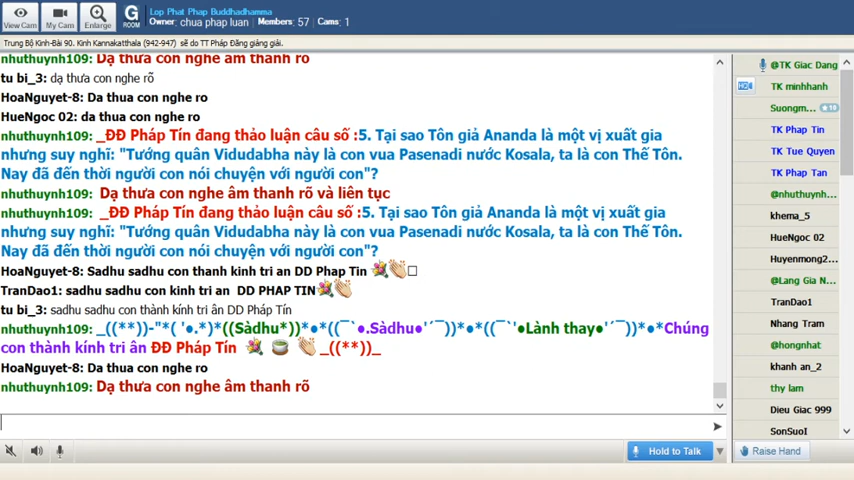 Lop Phat Phap Buddhadhamma
Owner: chua phap luan / Members: 57 / Cams: 1
View Cam
My Cam
Enlarge
G
ROOM
Trung Bộ Kinh-Bài 90. Kinh Kannakatthala (942-947) sẽ do TT Pháp Đăng giảng giải.
nhuthuynh109: Dạ thưa con nghe âm thanh rõ
tu bi_3: dạ thưa con nghe rõ
HoaNguyet-8: Da thua con nghe ro
HueNgoc 02: da thua con nghe ro
nhuthuynh109: _ĐĐ Pháp Tín đang thảo luận câu số :5. Tại sao Tôn giả Ananda là một vị xuất gia
nhưng suy nghĩ: "Tướng quân Vidudabha này là con vua Pasenadi nước Kosala, ta là con Thế Tôn.
Nay đã đến thời người con nói chuyện với người con"?
nhuthuynh109: Dạ thưa con nghe âm thanh rõ và liên tục
nhuthuynh109: _ĐĐ Pháp Tín đang thảo luận câu số :5. Tại sao Tôn giả Ananda là một vị xuất gia
nhưng suy nghĩ: "Tướng quân Vidudabha này là con vua Pasenadi nước Kosala, ta là con Thế Tôn.
Nay đã đến thời người con nói chuyện với người con"?
HoaNguyet-8: Sadhu sadhu con thanh kinh tri an DD Phap Tin 💐👏□
TranDao1: sadhu sadhu con thanh kinh tri an DD PHAP TIN💐👏
tu bi_3: sadhu sadhu con thành kính tri ân DD Pháp Tín
nhuthuynh109: _((**))-"*( '●.*)*((Sàdhu*))*●*((¯`●.Sàdhu●'´¯))*●*((¯`'●Lành thay●'´¯))*●*Chúng
con thành kính tri ân ĐĐ Pháp Tín 💐 🍵 👏 _((**))_
HoaNguyet-8: Da thua con nghe ro
nhuthuynh109: Dạ thưa con nghe âm thanh rõ
@TK Giac Dang
TK minhhanh
Suongm...
TK Phap Tin
TK Tue Quyen
TK Phap Tan
@nhuthuynh...
khema_5
HueNgoc 02
Huyenmong2...
@Lang Gia N...
TranDao1
Nhang Tram
@hongnhat
khanh an_2
thy lam
Dieu Giac 999
SonSuoI
Hold to Talk
Raise Hand